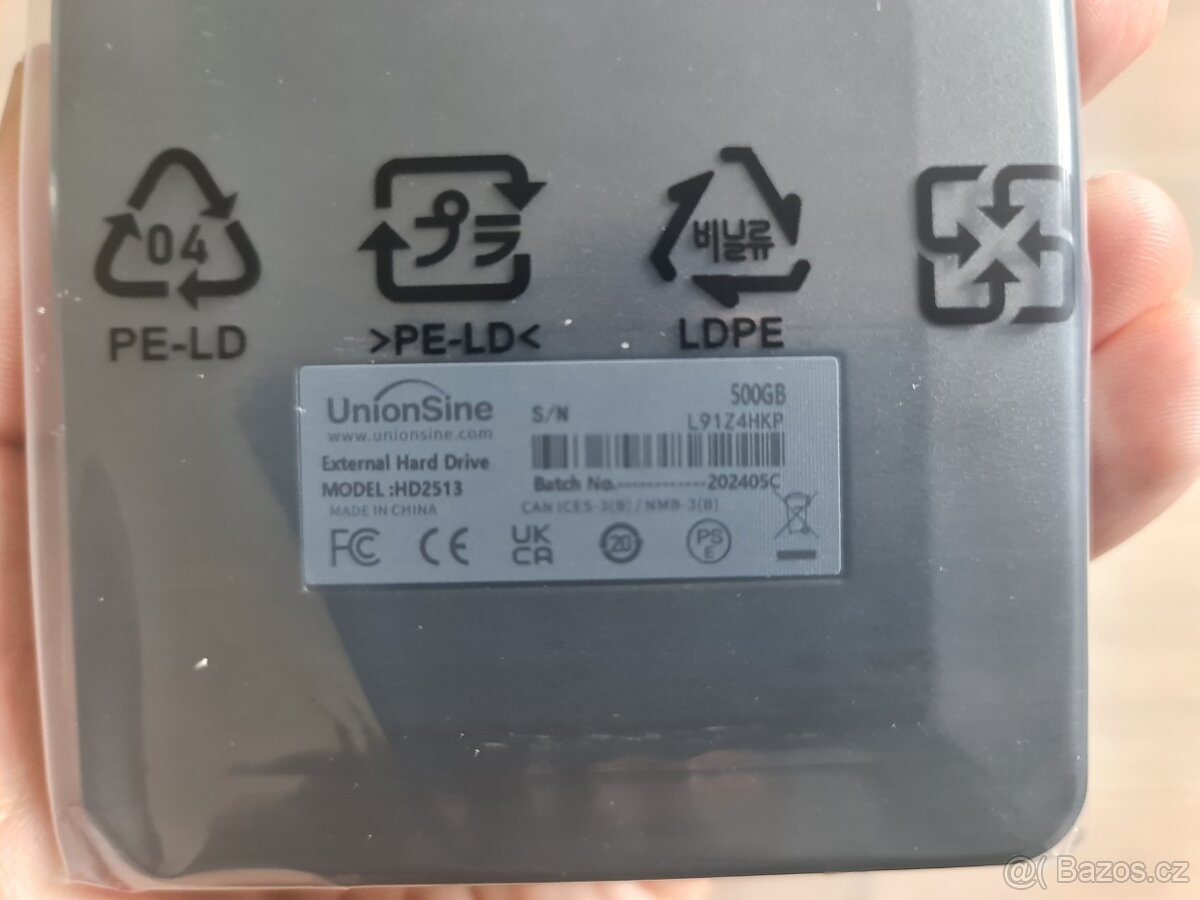 04
PE-LD
プラ
>PE-LD<
비닐류
LDPE
UnionSine
www.unionsine.com
External Hard Drive
MODEL :HD2513
MADE IN CHINA
500GB
S/N
L91Z4HKP
Batch No.-----------202405C
CAN ICES-3(B) / NMB-3(B)
FC CE UK CA 20 PS E
@( Bazos.cz